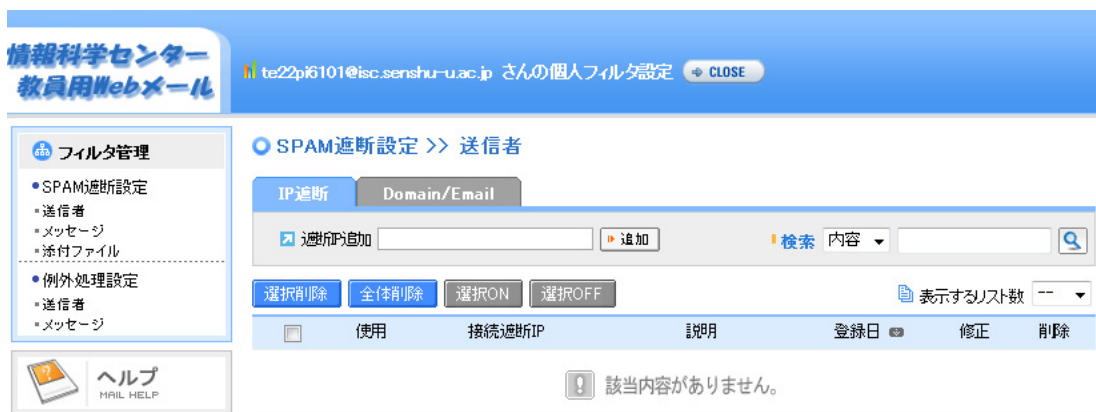 情報科学センター
教員用Webメール
te22pi6101@isc.senshu-u.ac.jp さんの個人フィルタ設定 CLOSE
フィルタ管理
SPAM遮断設定
送信者
メッセージ
添付ファイル
例外処理設定
送信者
メッセージ
ヘルプ
MAIL HELP
SPAM遮断設定 >> 送信者
IP遮断 Domain/Email
遮断IP追加 追加 検索 内容
選択削除 全体削除 選択ON 選択OFF 表示するリスト数 --
使用 接続遮断IP 説明 登録日 修正 削除
該当内容がありません。